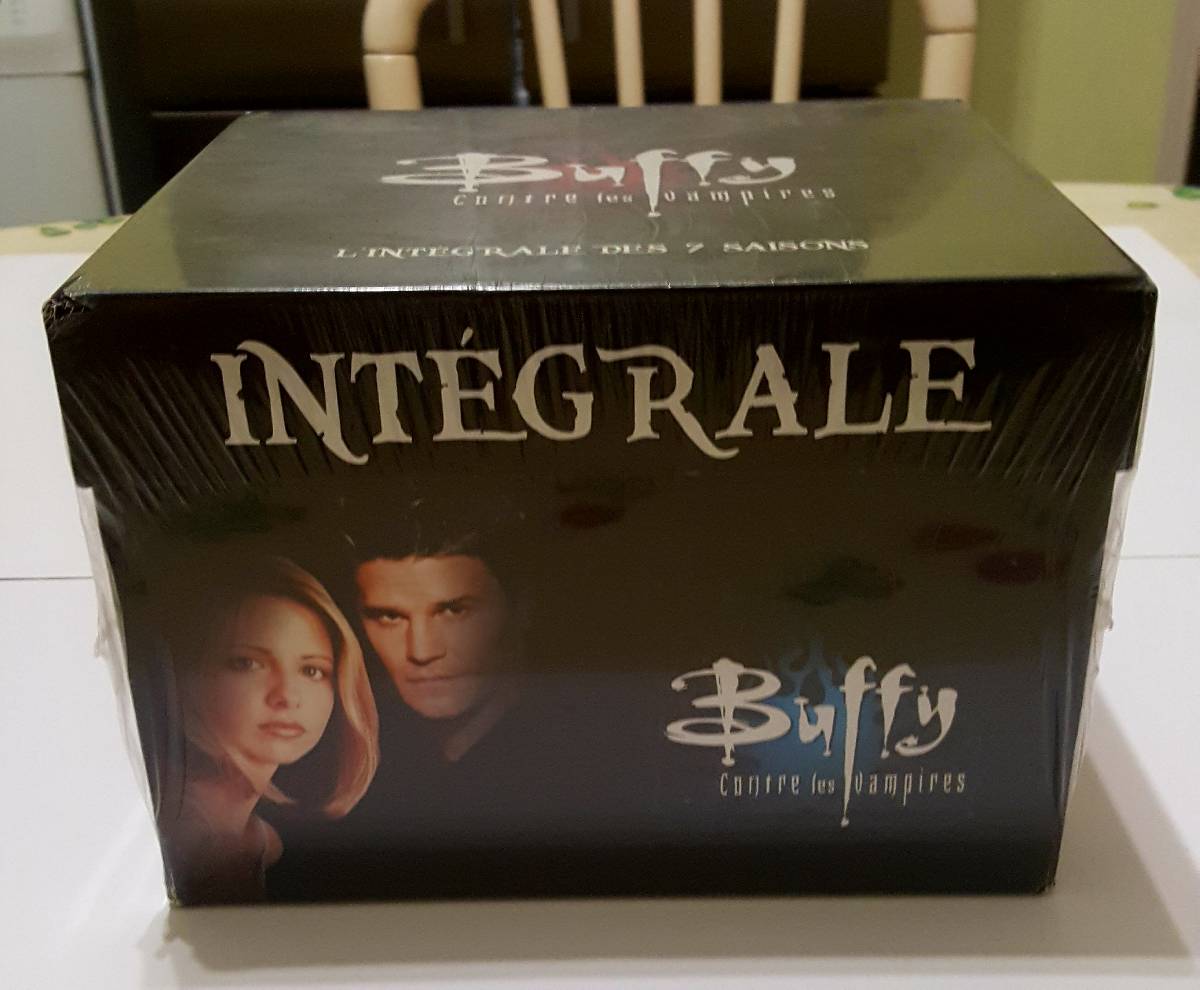 Buffy
contre les vampires
L'INTÉGRALE DES 7 SAISONS
INTÉGRALE
Buffy
contre les vampires